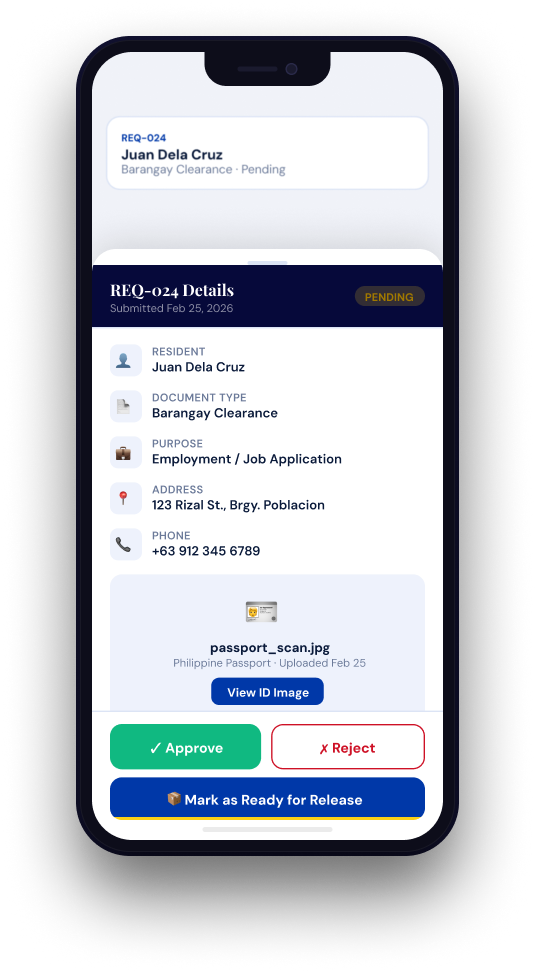 REQ-024
Juan Dela Cruz
Barangay Clearance · Pending
REQ-024 Details
Submitted Feb 25, 2026
PENDING
RESIDENT
Juan Dela Cruz
DOCUMENT TYPE
Barangay Clearance
PURPOSE
Employment / Job Application
ADDRESS
123 Rizal St., Brgy. Poblacion
PHONE
+63 912 345 6789
passport_scan.jpg
Philippine Passport · Uploaded Feb 25
View ID Image
✓ Approve
✗ Reject
Mark as Ready for Release